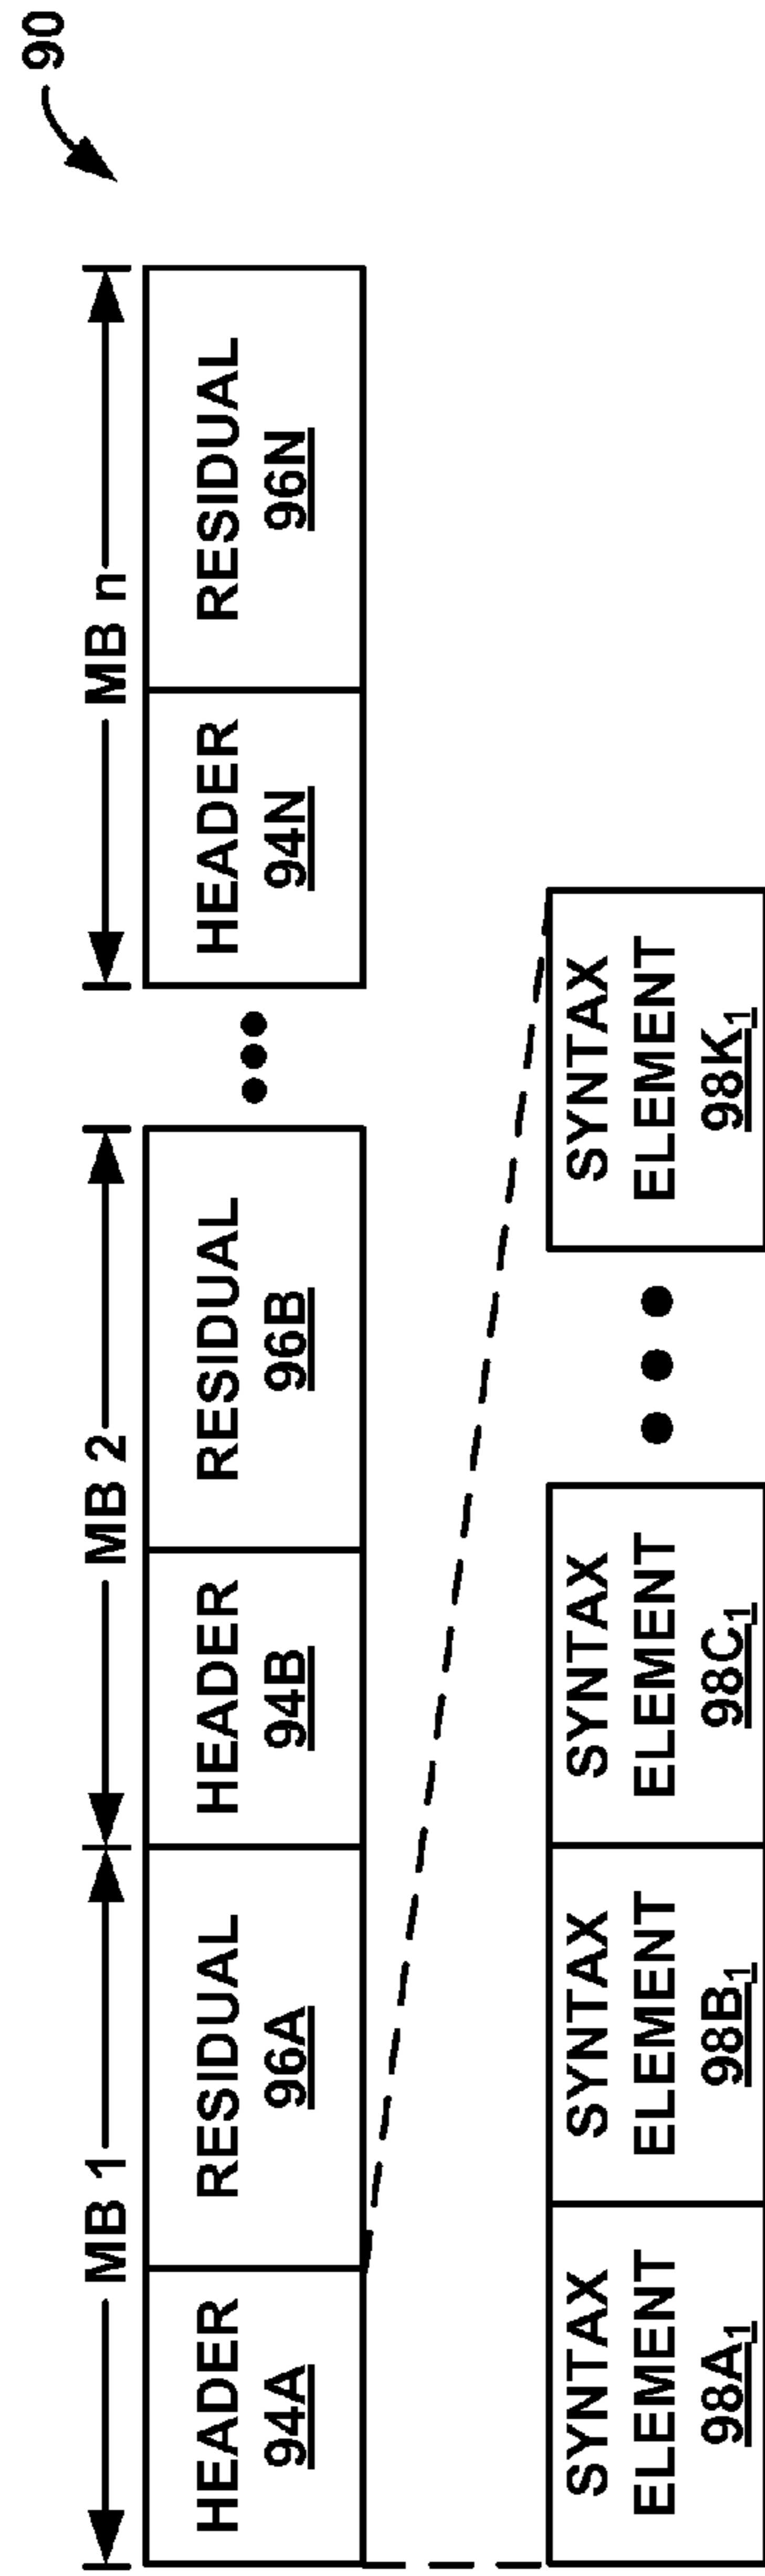 90
MB 1
MB 2
MB n
HEADER
94A
RESIDUAL
96A
HEADER
94B
RESIDUAL
96B
HEADER
94N
RESIDUAL
96N
SYNTAX
ELEMENT
98A₁
SYNTAX
ELEMENT
98B₁
SYNTAX
ELEMENT
98C₁
SYNTAX
ELEMENT
98K₁